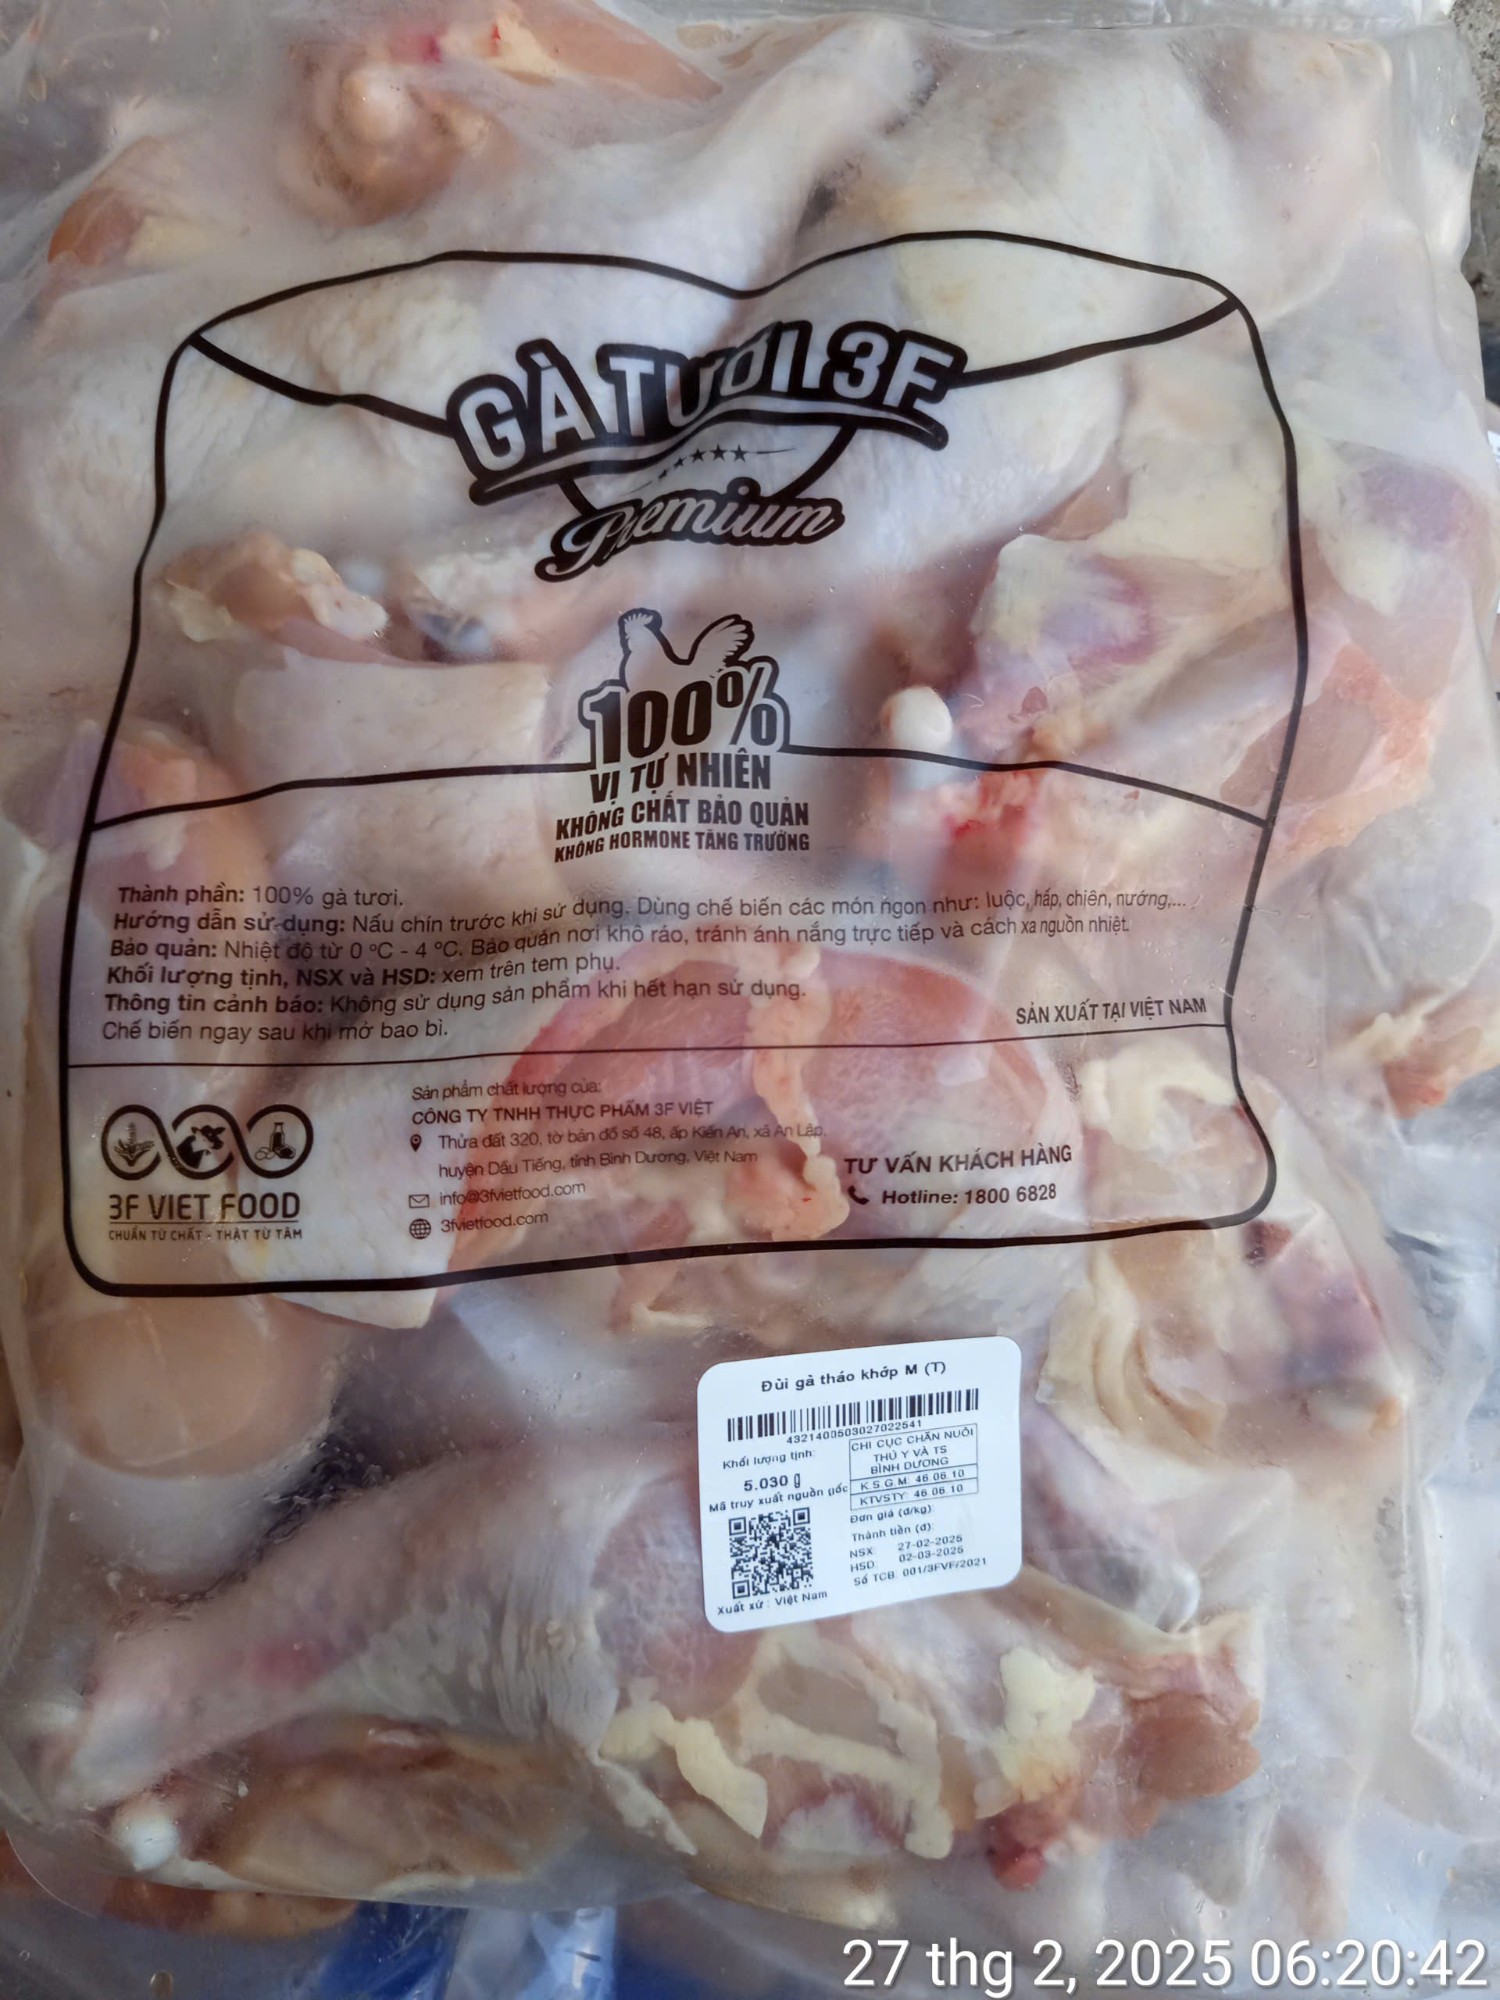 GÀ TƯƠI 3F
Premium
100%
VỊ TỰ NHIÊN
KHÔNG CHẤT BẢO QUẢN
KHÔNG HORMONE TĂNG TRƯỞNG
Thành phần: 100% gà tươi.
Hướng dẫn sử dụng: Nấu chín trước khi sử dụng. Dùng chế biến các món ngon như: luộc, hấp, chiên, nướng,...
Bảo quản: Nhiệt độ từ 0 ºC - 4 ºC. Bảo quản nơi khô ráo, tránh ánh nắng trực tiếp và cách xa nguồn nhiệt.
Khối lượng tịnh, NSX và HSD: xem trên tem phụ.
Thông tin cảnh báo: Không sử dụng sản phẩm khi hết hạn sử dụng.
Chế biến ngay sau khi mở bao bì.
SẢN XUẤT TẠI VIỆT NAM
3F VIET FOOD
CHUẨN TỪ CHẤT - THẬT TỪ TÂM
Sản phẩm chất lượng của:
CÔNG TY TNHH THỰC PHẨM 3F VIỆT
Thửa đất 320, tờ bản đồ số 48, ấp Kiến An, xã An Lập,
huyện Dầu Tiếng, tỉnh Bình Dương, Việt Nam
info@3fvietfood.com
3fvietfood.com
TƯ VẤN KHÁCH HÀNG
Hotline: 1800 6828
Đùi gà tháo khớp M (T)
4321400503027022541
Khối lượng tịnh:
5.030 g
Mã truy xuất nguồn gốc
Xuất xứ : Việt Nam
CHI CỤC CHĂN NUÔI
THÚ Y VÀ TS
BÌNH DƯƠNG
K.S.G.M: 46.06.10
KTVSTY: 46.06.10
Đơn giá (đ/kg):
Thành tiền (đ):
NSX: 27-02-2025
HSD: 02-03-2025
Số TCB: 001/3FVF/2021
27 thg 2, 2025 06:20:42